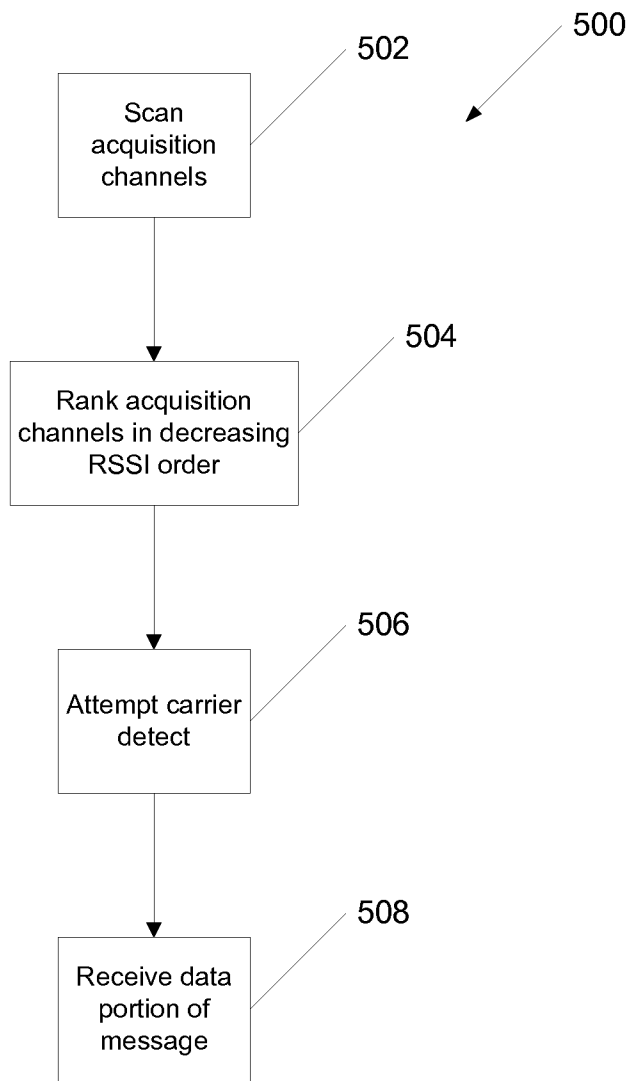 500
502
Scan
acquisition
channels
504
Rank acquisition
channels in decreasing
RSSI order
506
Attempt carrier
detect
508
Receive data
portion of
message